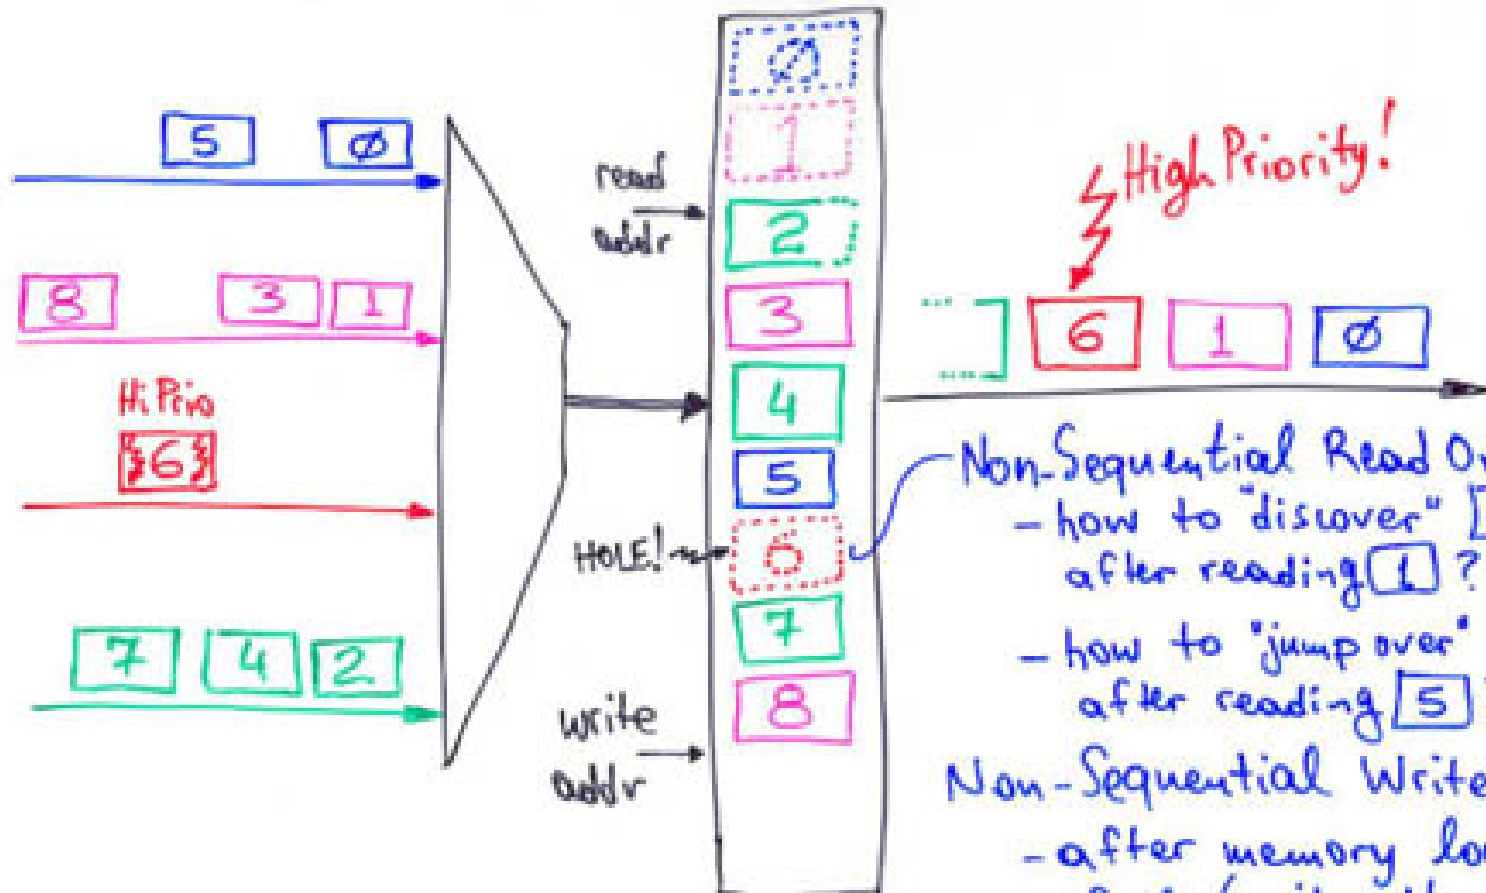 5 Ø
8 3 1
Hi Prio
6
7 4 2
read
addr
HOLE!
write
addr
Ø
1
2
3
4
5
6
7
8
High Priority!
6 1 Ø
Non-Sequential Read
- how to "discover"
after reading 1 ?
- how to "jump over"
after reading 5
Non-Sequential Write
- after memory